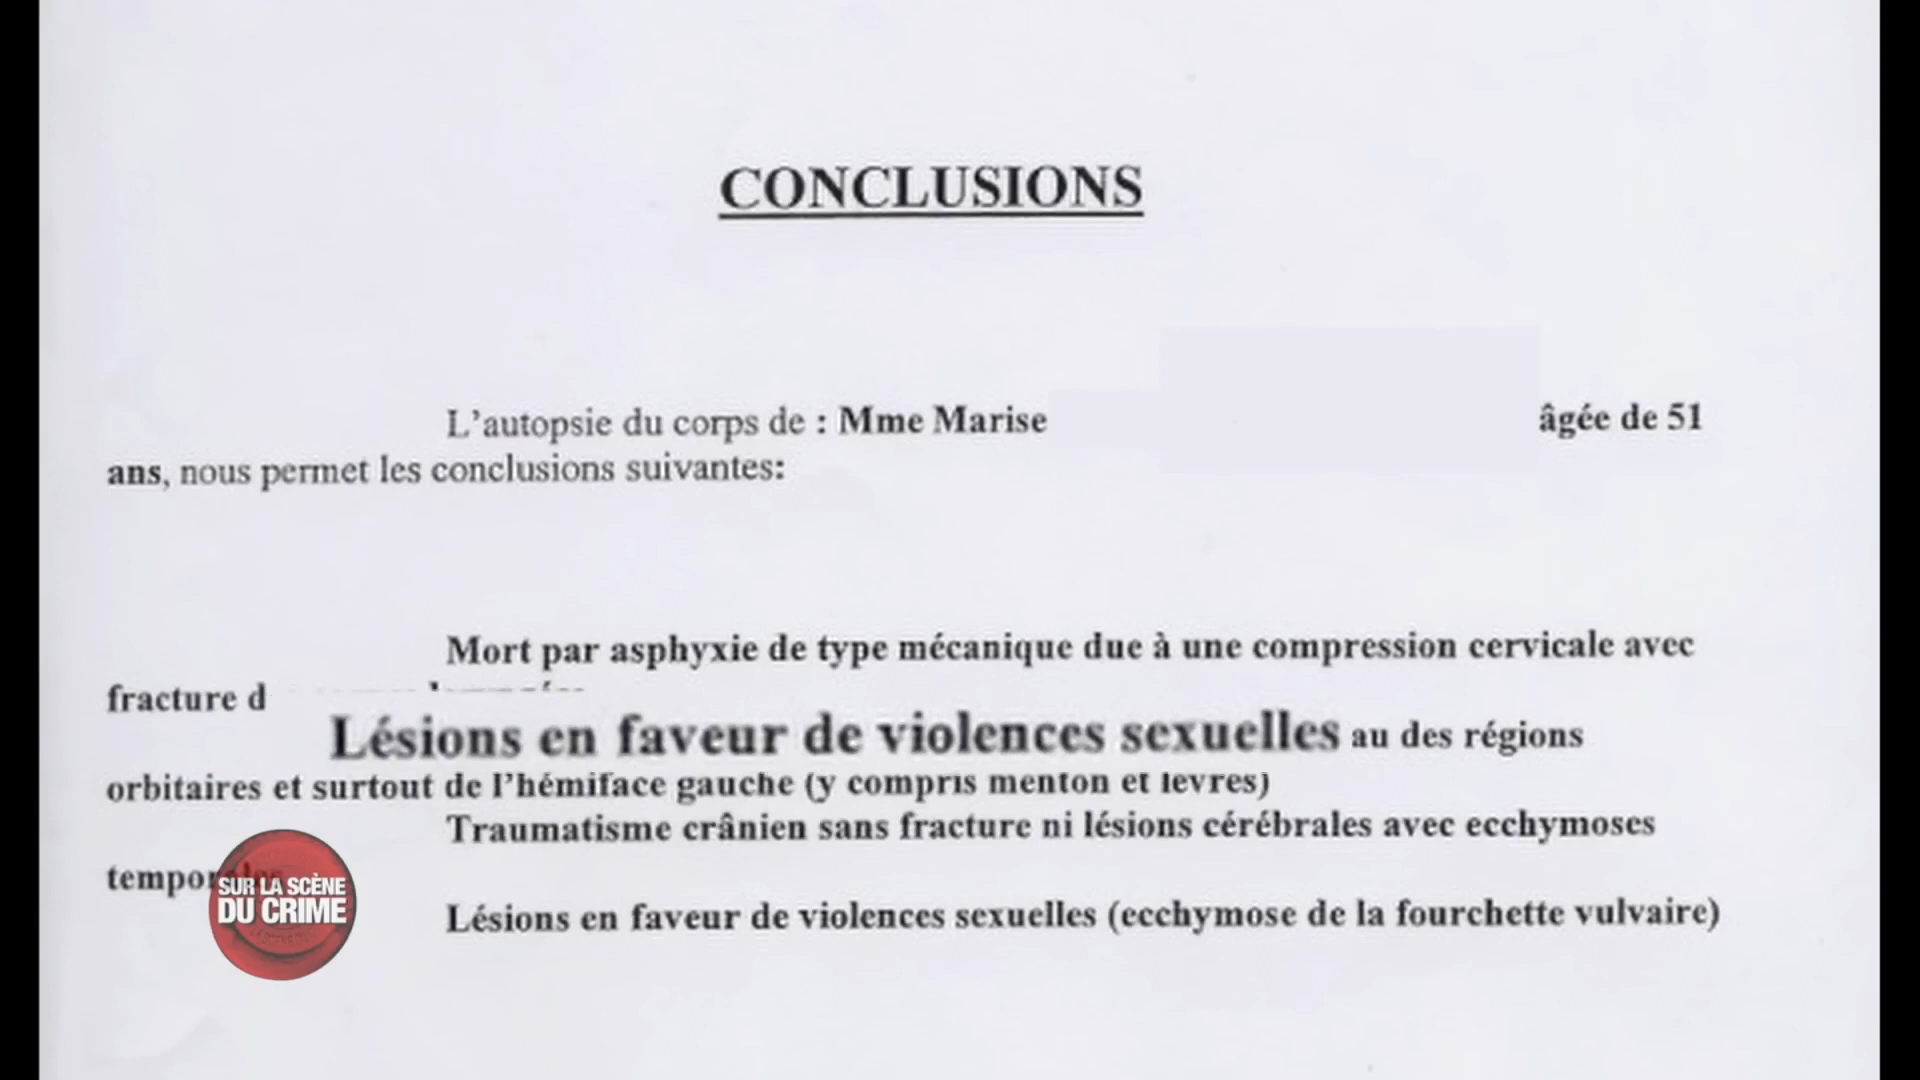 CONCLUSIONS
L'autopsie du corps de : Mme Marise âgée de 51
ans, nous permet les conclusions suivantes:
Mort par asphyxie de type mécanique due à une compression cervicale avec
fracture d
Lésions en faveur de violences sexuelles au des régions
orbitaires et surtout de l'hémiface gauche (y compris menton et levres)
Traumatisme crânien sans fracture ni lésions cérébrales avec ecchymoses
SUR LA SCÈNE
DU CRIME
Lésions en faveur de violences sexuelles (ecchymose de la fourchette vulvaire)